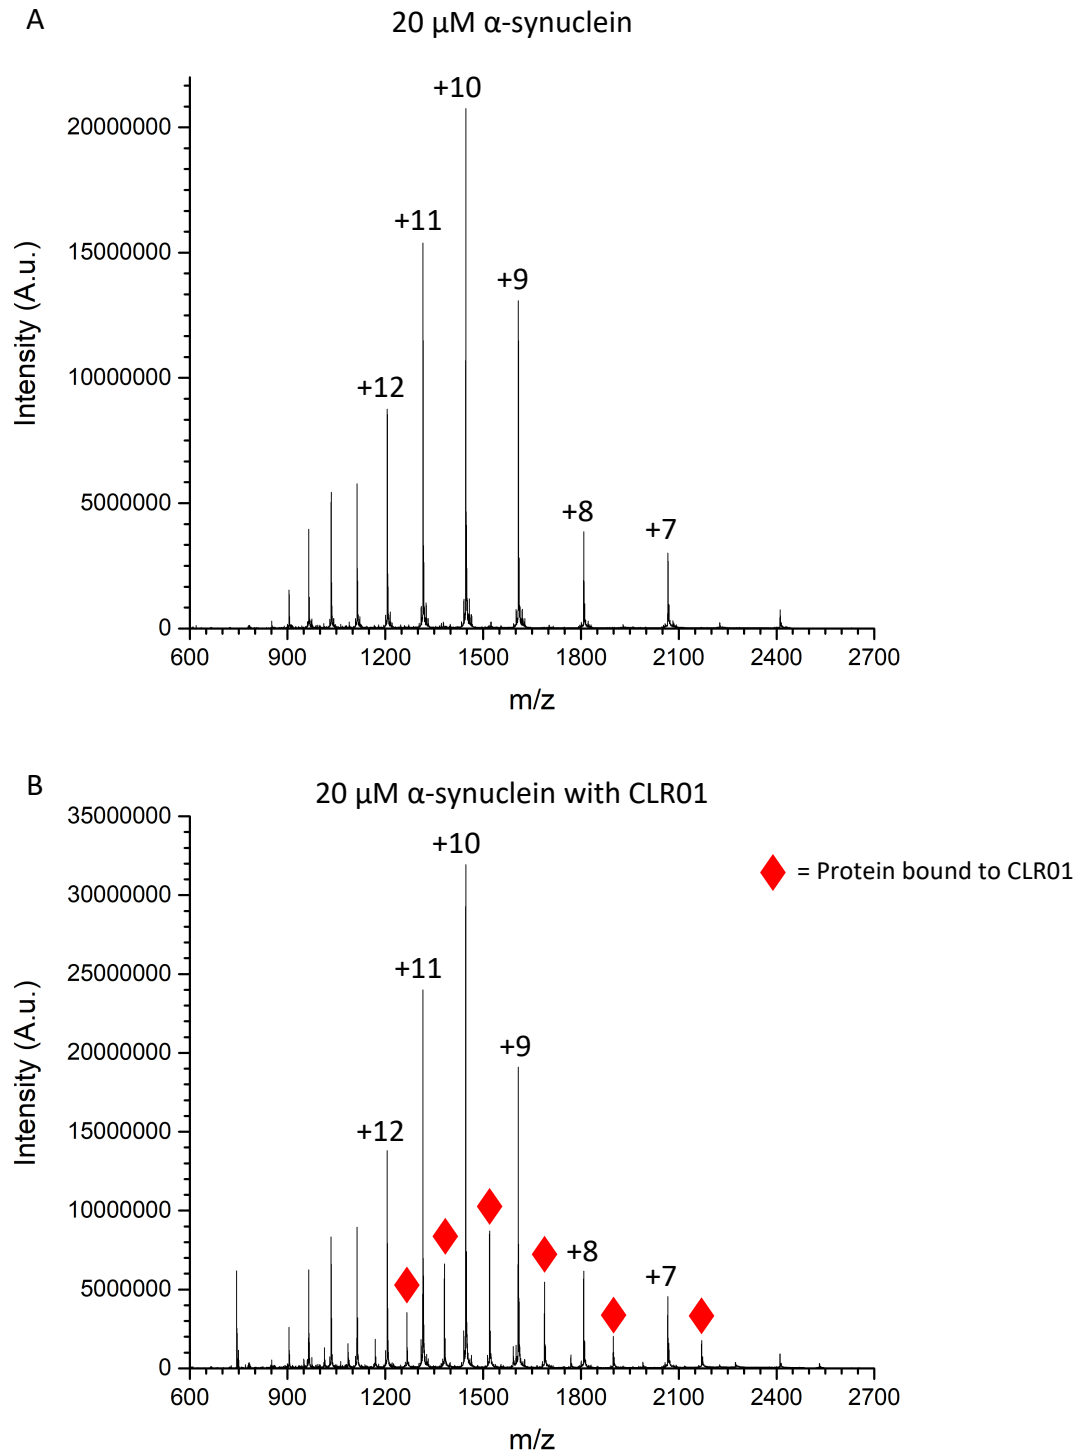 A
20 μM α-synuclein
+10
+11
+9
+12
+8
+7
20000000
15000000
10000000
5000000
0
Intensity (A.u.)
600 900 1200 1500 1800 2100 2400 2700
m/z
B
20 μM α-synuclein with CLR01
= Protein bound to CLR01
+10
+11
+9
+12
+8
+7
35000000
30000000
25000000
20000000
15000000
10000000
5000000
0
Intensity (A.u.)
600 900 1200 1500 1800 2100 2400 2700
m/z